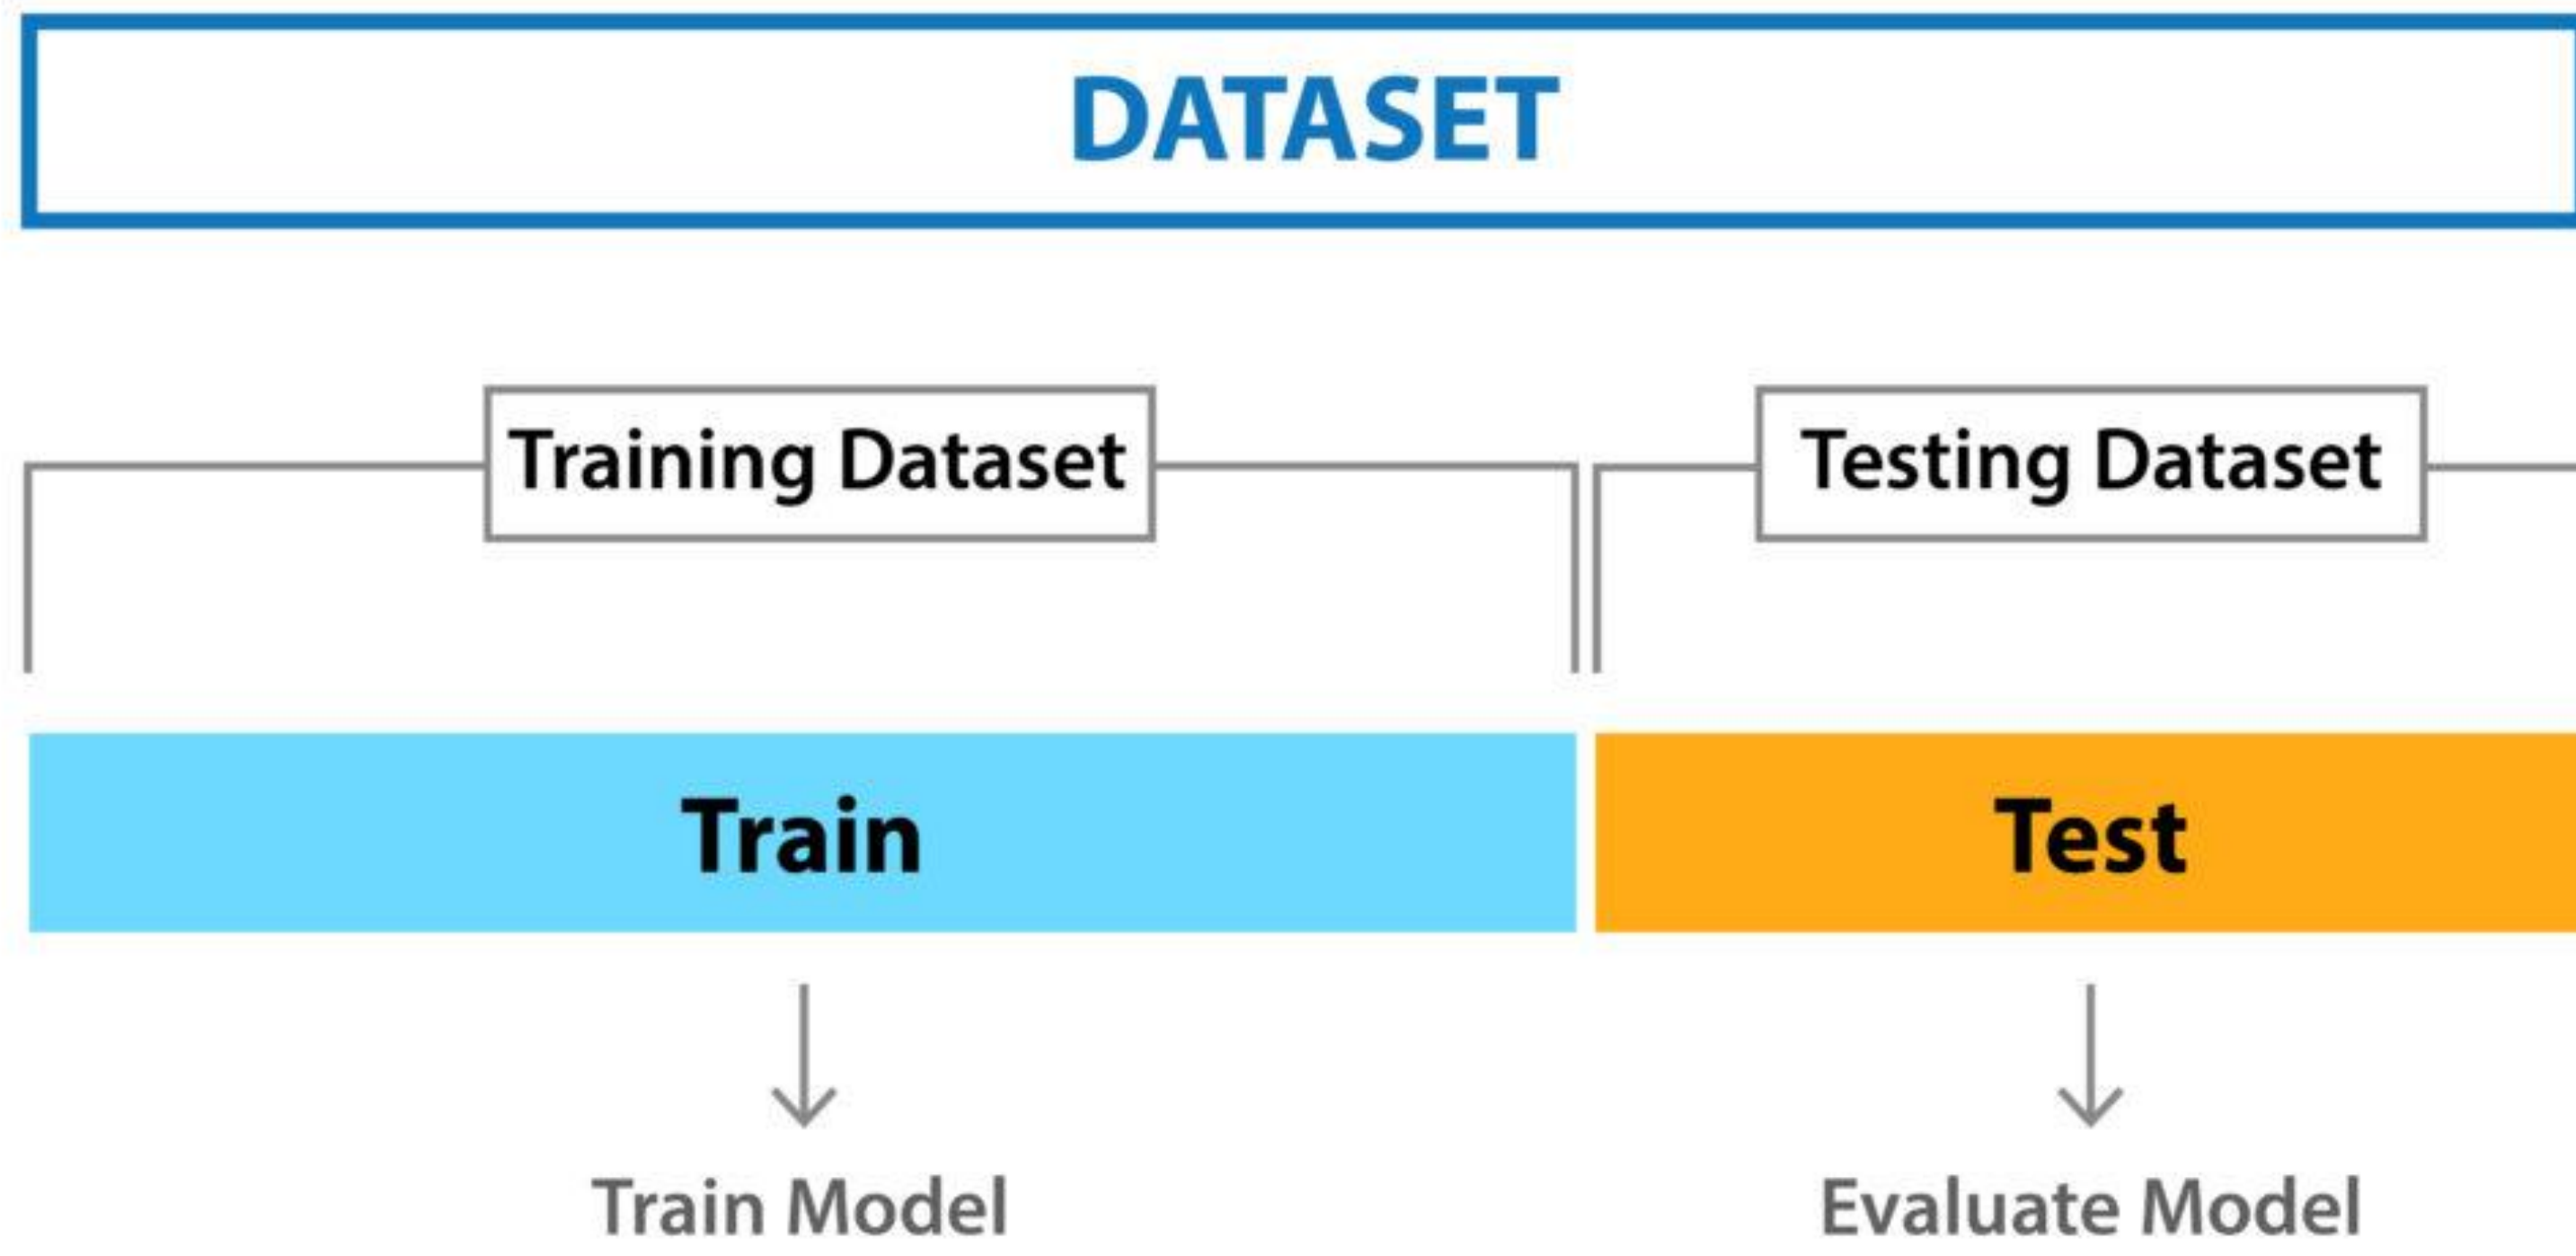 DATASET
Training Dataset
Testing Dataset
Train
Test
Train Model
Evaluate Model